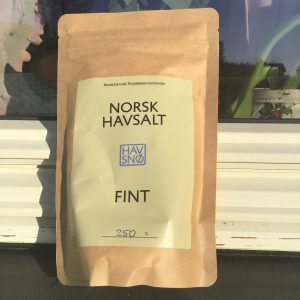 NORSK
HAVSALT
HAV
SNØ
FINT
250 G